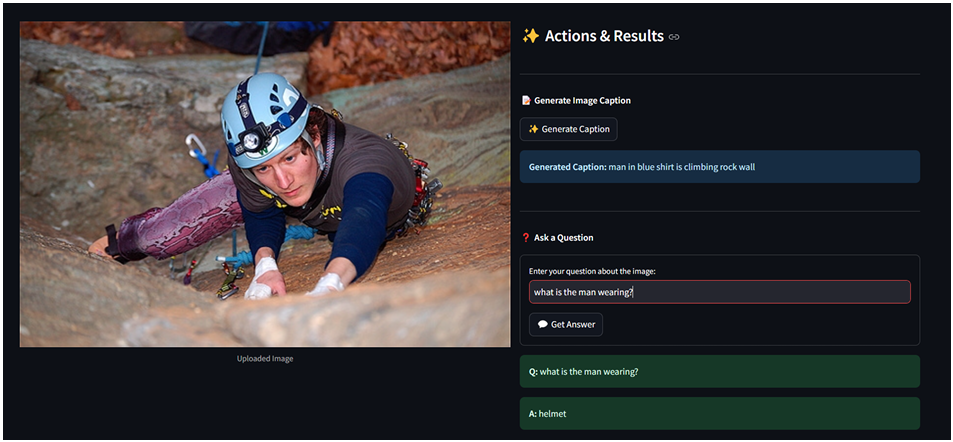 ✨ Actions & Results
📝 Generate Image Caption
✨ Generate Caption
Generated Caption: man in blue shirt is climbing rock wall
❓ Ask a Question
Enter your question about the image:
what is the man wearing?
💬 Get Answer
Uploaded Image
Q: what is the man wearing?
A: helmet